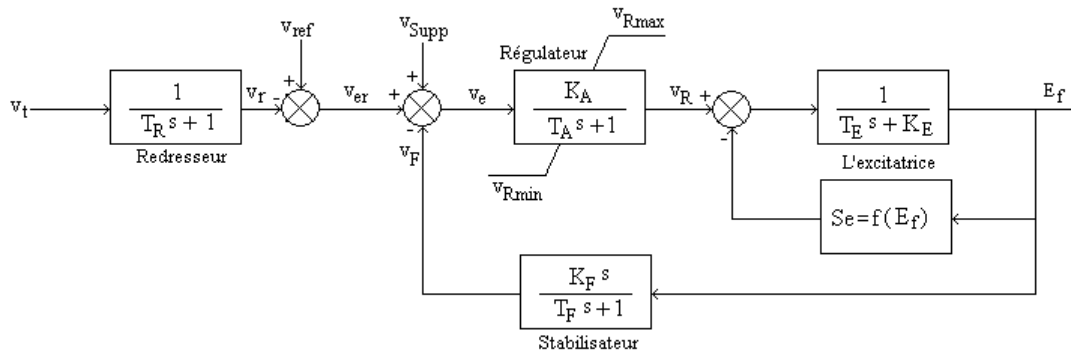 v_ref
v_Supp
v_Rmax
Régulateur
v_t
1
T_R s + 1
Redresseur
v_r
-
+
v_er
+
+
-
v_F
v_e
K_A
T_A s + 1
v_Rmin
v_R
+
-
1
T_E s + K_E
L'excitatrice
E_f
Se=f(E_f)
K_F s
T_F s + 1
Stabilisateur